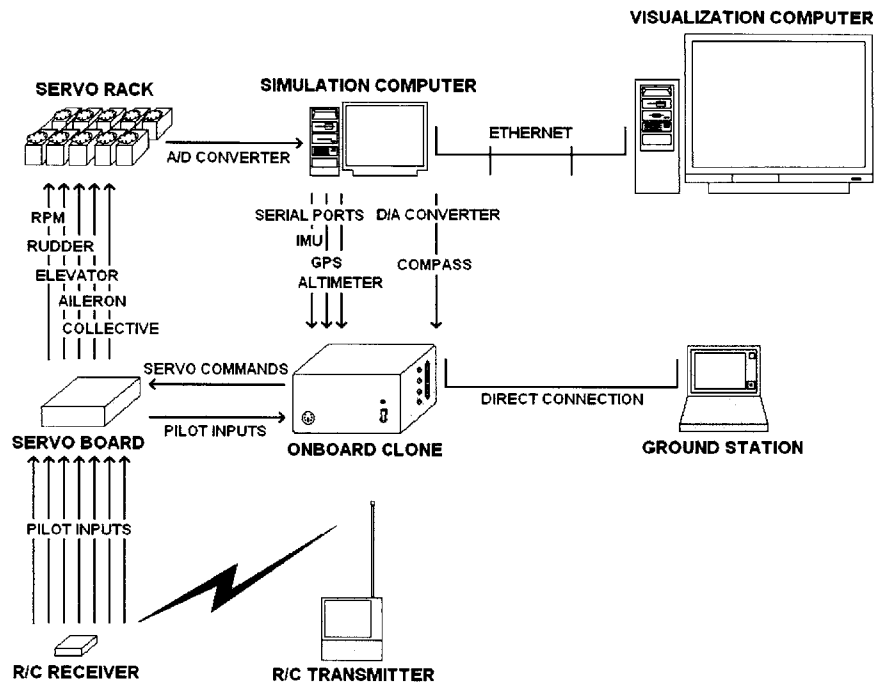 VISUALIZATION COMPUTER
SERVO RACK
SIMULATION COMPUTER
ETHERNET
A/D CONVERTER
RPM
RUDDER
ELEVATOR
AILERON
COLLECTIVE
SERIAL PORTS
D/A CONVERTER
IMU
GPS
ALTIMETER
COMPASS
SERVO COMMANDS
PILOT INPUTS
DIRECT CONNECTION
SERVO BOARD
ONBOARD CLONE
GROUND STATION
PILOT INPUTS
R/C RECEIVER
R/C TRANSMITTER